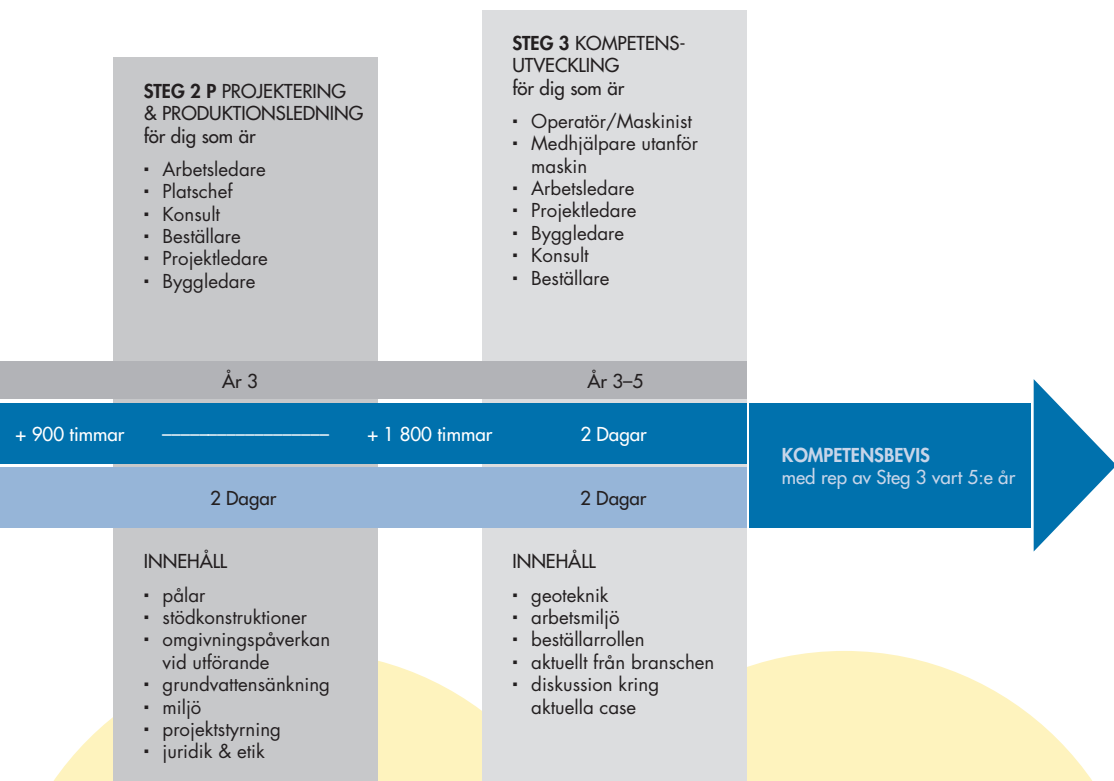 STEG 2 P PROJEKTERING
& PRODUKTIONSLEDNING
för dig som är
▪ Arbetsledare
▪ Platschef
▪ Konsult
▪ Beställare
▪ Projektledare
▪ Byggledare
STEG 3 KOMPETENS-
UTVECKLING
för dig som är
▪ Operatör/Maskinist
▪ Medhjälpare utanför
maskin
▪ Arbetsledare
▪ Projektledare
▪ Byggledare
▪ Konsult
▪ Beställare
År 3
År 3–5
+ 900 timmar
+ 1 800 timmar
2 Dagar
2 Dagar
2 Dagar
KOMPETENSBEVIS
med rep av Steg 3 vart 5:e år
INNEHÅLL
▪ pålar
▪ stödkonstruktioner
▪ omgivningspåverkan
vid utförande
▪ grundvattensänkning
▪ miljö
▪ projektstyrning
▪ juridik & etik
INNEHÅLL
▪ geoteknik
▪ arbetsmiljö
▪ beställarrollen
▪ aktuellt från branschen
▪ diskussion kring
aktuella case